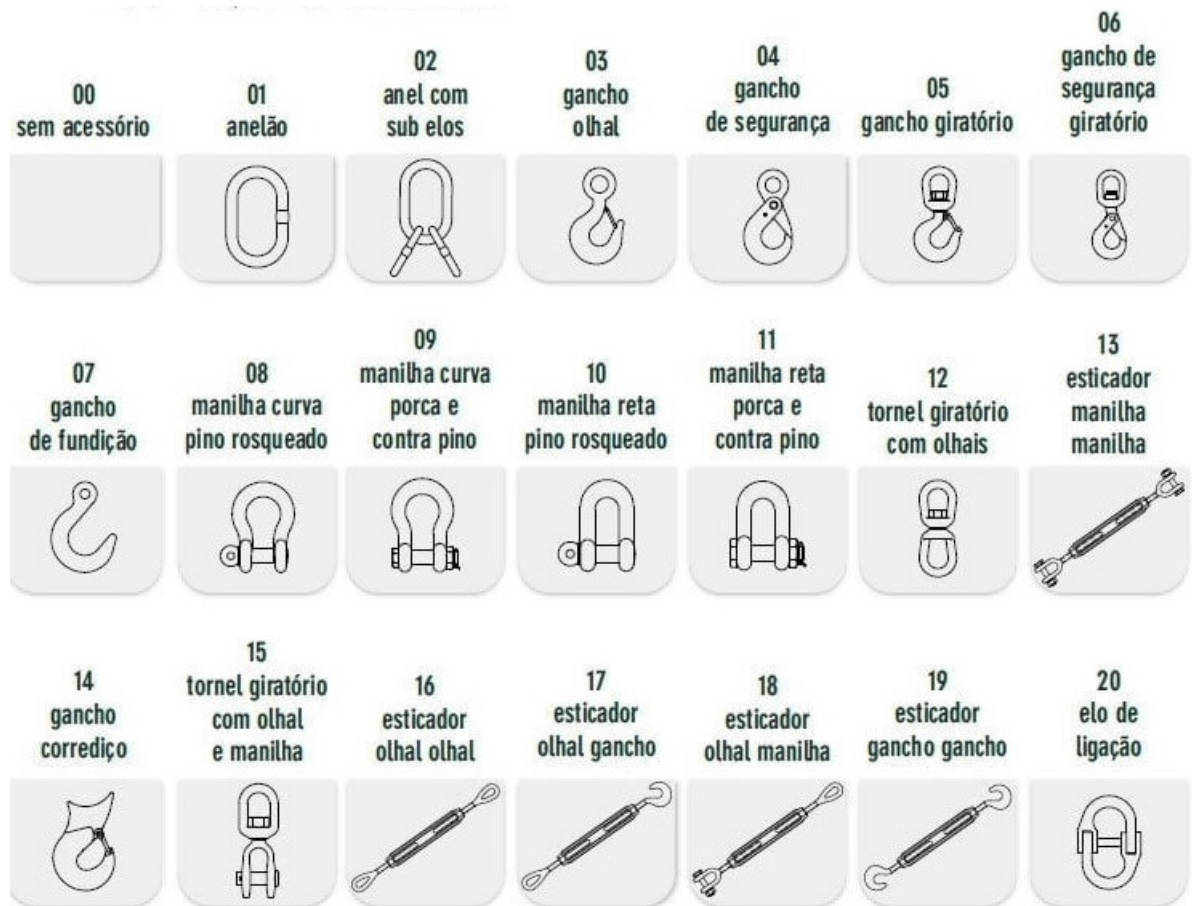 00
sem acessório
01
anelão
02
anel com
sub elos
03
gancho
olhal
04
gancho
de segurança
05
gancho giratório
06
gancho de
segurança
giratório
07
gancho
de fundição
08
manilha curva
pino rosqueado
09
manilha curva
porca e
contra pino
10
manilha reta
pino rosqueado
11
manilha reta
porca e
contra pino
12
tornel giratório
com olhais
13
esticador
manilha
manilha
14
gancho
corrediço
15
tornel giratório
com olhal
e manilha
16
esticador
olhal olhal
17
esticador
olhal gancho
18
esticador
olhal manilha
19
esticador
gancho gancho
20
elo de
ligação